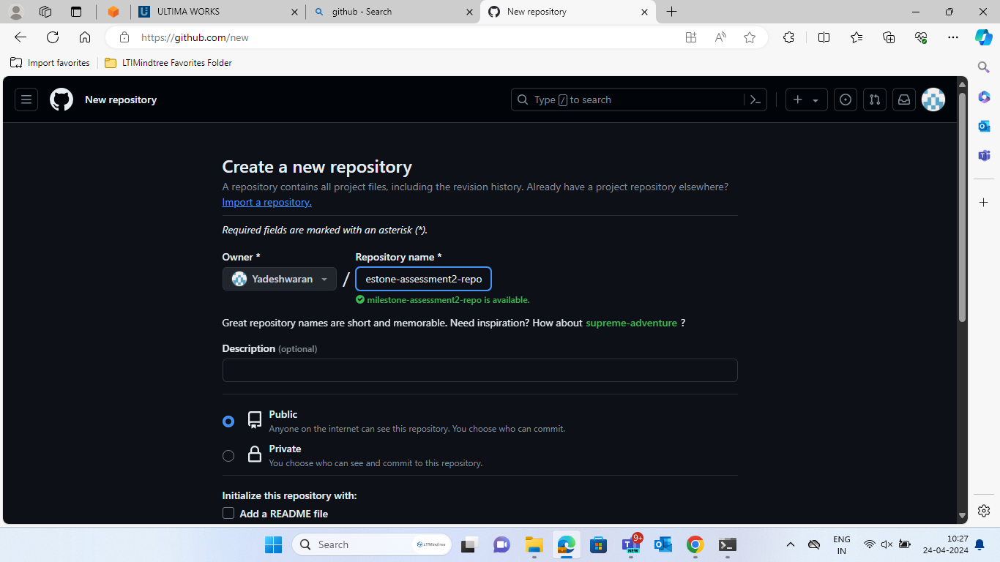 ULTIMA WORKS
github - Search
New repository
https://github.com/new
Import favorites
LTIMindtree Favorites Folder
New repository
Type / to search
Create a new repository
A repository contains all project files, including the revision history. Already have a project repository elsewhere?
Import a repository.
Required fields are marked with an asterisk (*).
Owner *
Repository name *
Yadeshwaran
/
estone-assessment2-repo
milestone-assessment2-repo is available.
Great repository names are short and memorable. Need inspiration? How about supreme-adventure ?
Description (optional)
Public
Anyone on the internet can see this repository. You choose who can commit.
Private
You choose who can see and commit to this repository.
Initialize this repository with:
Add a README file
Search
LTIMindtree
9+
NEW
ENG
IN
10:27
24-04-2024